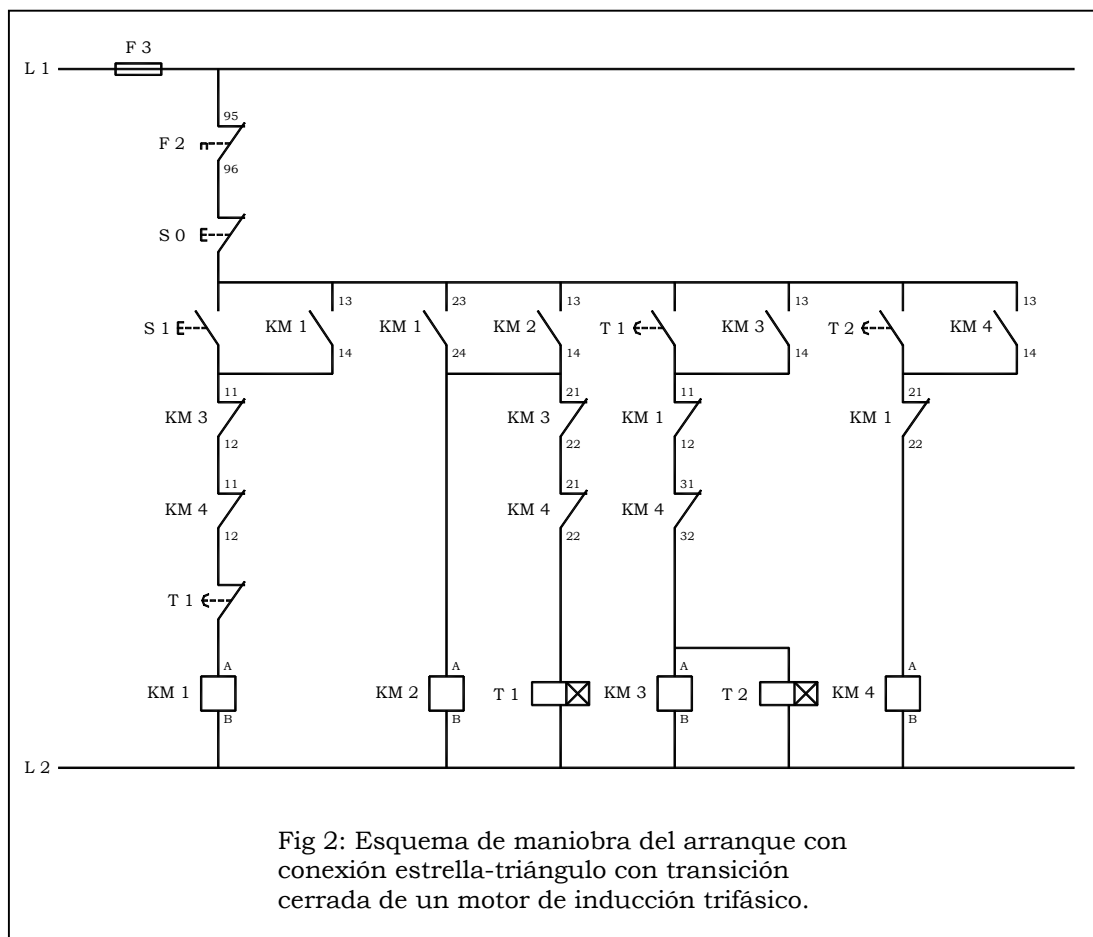 F 3
L 1
95
F 2
96
S 0
13 23 13 13 13
S 1 KM 1 KM 1 KM 2 T 1 KM 3 T 2 KM 4
14 24 14 14 14
11 21 11 21
KM 3 KM 3 KM 1 KM 1
12 22 12 22
11 21 31
KM 4 KM 4 KM 4
12 22 32
T 1
A A A A
KM 1 KM 2 T 1 KM 3 T 2 KM 4
B B B B
L 2
Fig 2: Esquema de maniobra del arranque con
conexión estrella-triángulo con transición
cerrada de un motor de inducción trifásico.